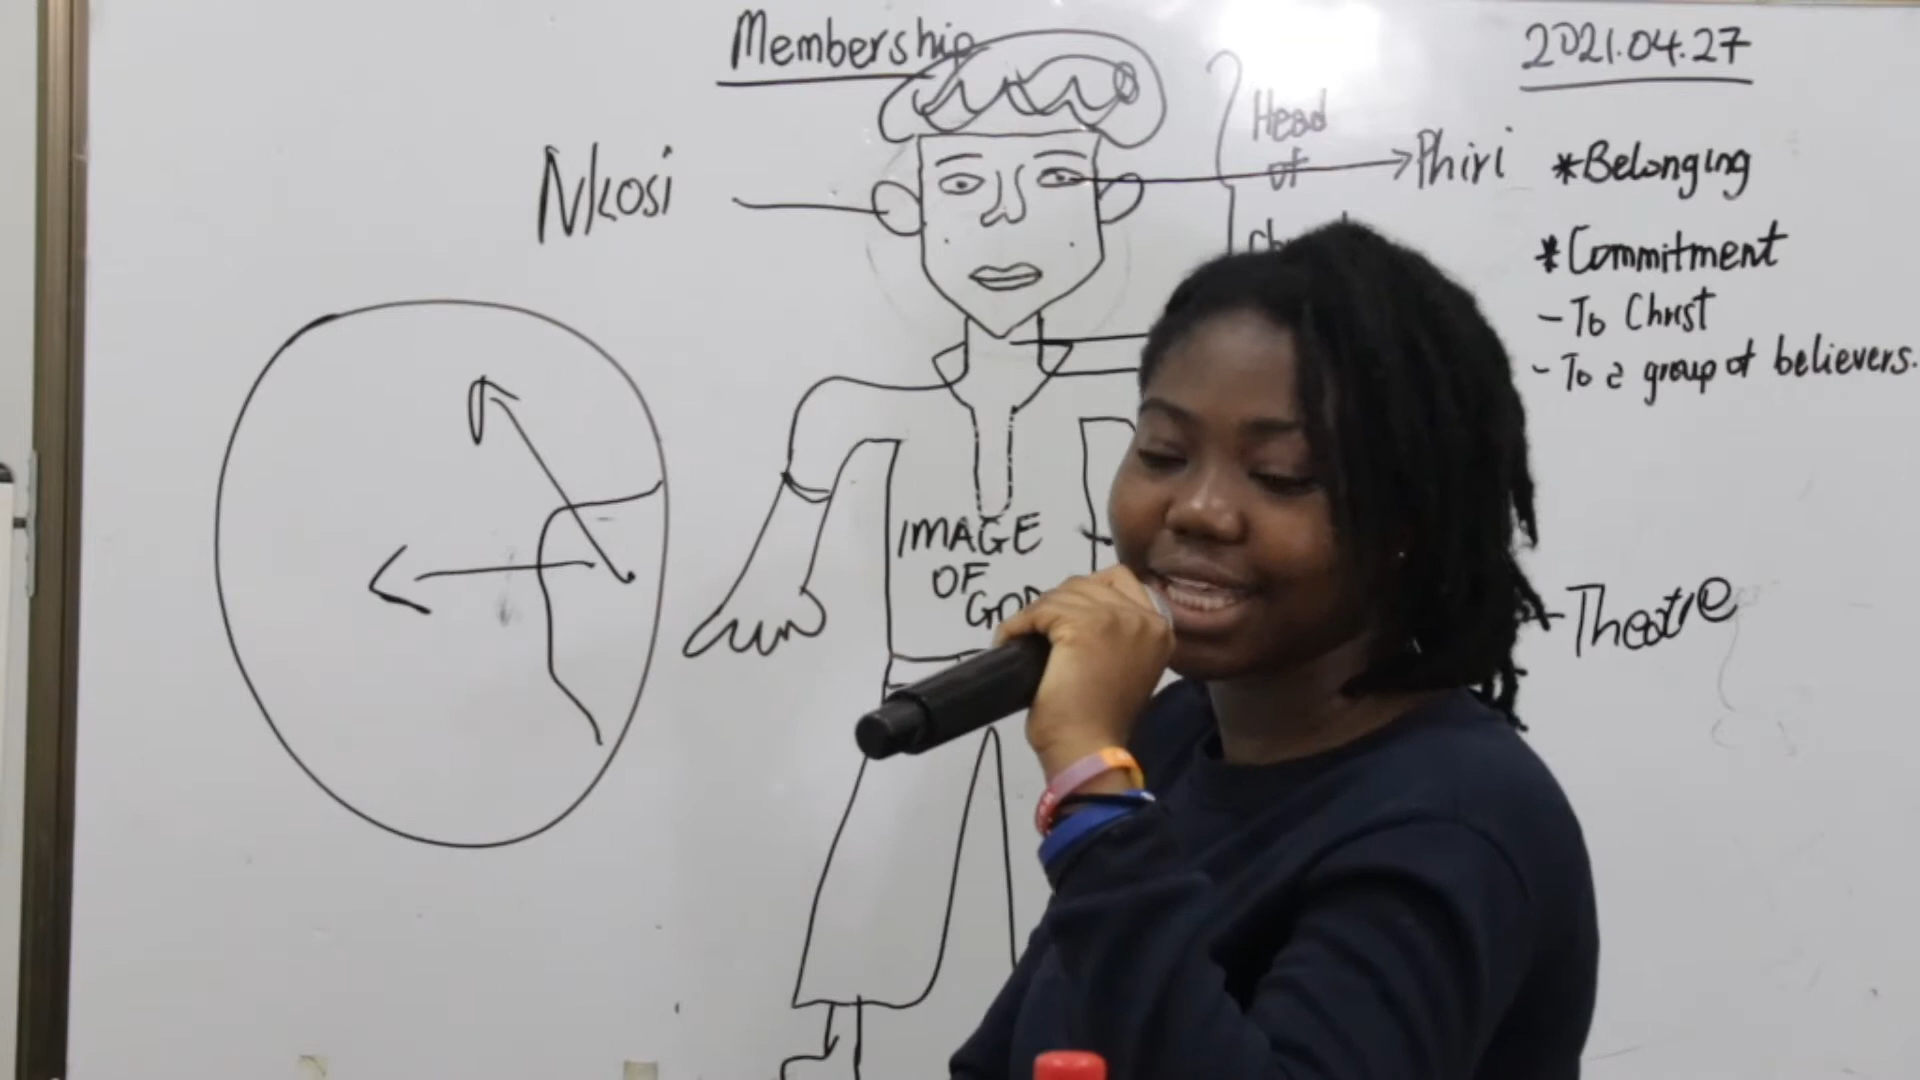 Membership
2021.04.27
Head
of
Nkosi
Phiri
*Belonging
*Commitment
- To Christ
- To a group of believers.
IMAGE
OF
GOD
Theatre